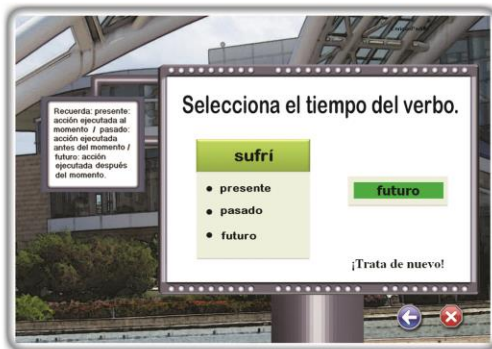 Selecciona el tiempo del verbo.
Recuerda: presente:
acción ejecutada al
momento / pasado:
acción ejecutada
antes del momento /
futuro: acción
ejecutada después
del momento.
sufrí
• presente
• pasado
• futuro
futuro
¡Trata de nuevo!